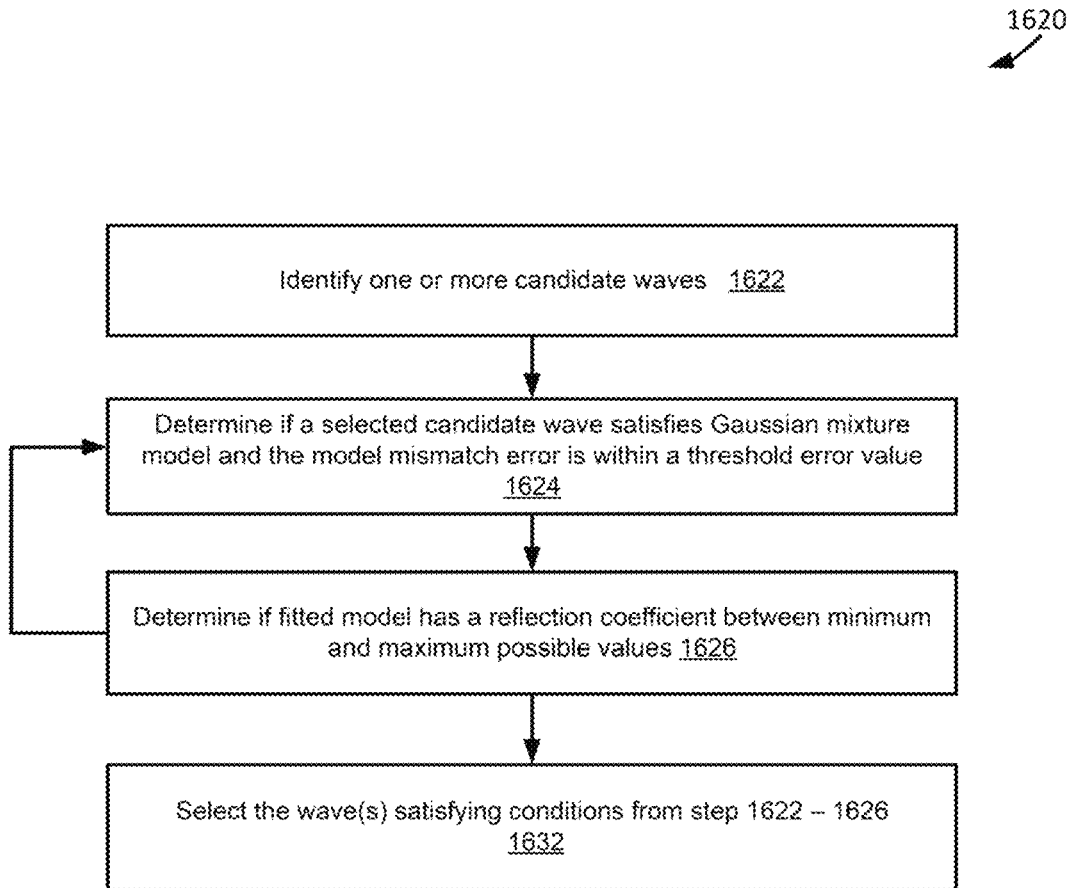 1620
Identify one or more candidate waves 1622
Determine if a selected candidate wave satisfies Gaussian mixture
model and the model mismatch error is within a threshold error value
1624
Determine if fitted model has a reflection coefficient between minimum
and maximum possible values 1626
Select the wave(s) satisfying conditions from step 1622 – 1626
1632